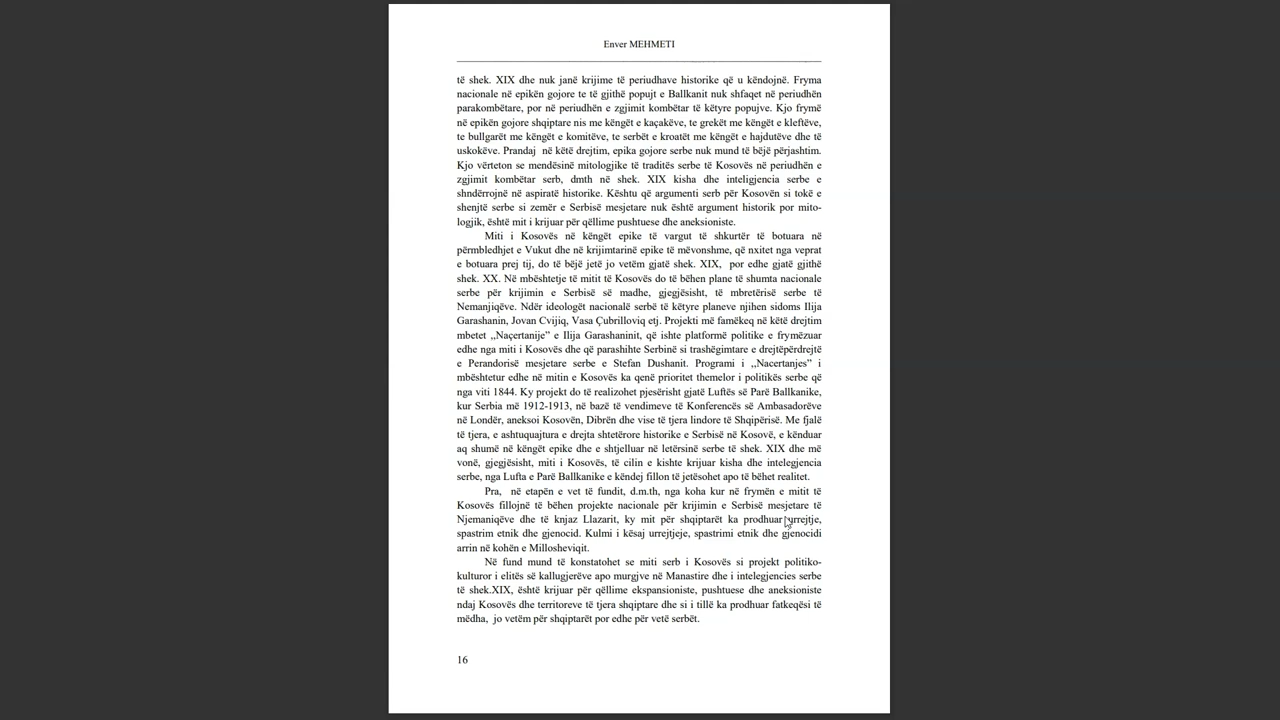 Enver MEHMETI
të shek. XIX dhe nuk janë krijime të periudhave historike që u këndojnë. Fryma
nacionale në epikën gojore te të gjithë popujt e Ballkanit nuk shfaqet në periudhën
parakombëtare, por në periudhën e zgjimit kombëtar të këtyre popujve. Kjo frymë
në epikën gojore shqiptare nis me këngët e kaçakëve, te grekët me këngët e kleftëve,
te bullgarët me këngët e komitëve, te serbët e kroatët me këngët e hajdutëve dhe të
uskokëve. Prandaj  në këtë drejtim, epika gojore serbe nuk mund të bëjë përjashtim.
Kjo vërteton se mendësinë mitologjike të traditës serbe të Kosovës në periudhën e
zgjimit kombëtar serb, dmth në shek. XIX kisha dhe inteligjencia serbe e
shndërrojnë në aspiratë historike. Kështu që argumenti serb për Kosovën si tokë e
shenjtë serbe si zemër e Serbisë mesjetare nuk është argument historik por mito-
logjik, është mit i krijuar për qëllime pushtuese dhe aneksioniste.
Miti i Kosovës në këngët epike të vargut të shkurtër të botuara në
përmbledhjet e Vukut dhe në krijimtarinë epike të mëvonshme, që nxitet nga veprat
e botuara prej tij, do të bëjë jetë jo vetëm gjatë shek. XIX,  por edhe gjatë gjithë
shek. XX. Në mbështetje të mitit të Kosovës do të bëhen plane të shumta nacionale
serbe për krijimin e Serbisë së madhe, gjegjësisht, të mbretërisë serbe të
Nemanjiqëve. Ndër ideologët nacionalë serbë të këtyre planeve njihen sidoms Ilija
Garashanin, Jovan Cvijiq, Vasa Çubrilloviq etj. Projekti më famëkeq në këtë drejtim
mbetet ,,Naçertanije” e Ilija Garashaninit, që ishte platformë politike e frymëzuar
edhe nga miti i Kosovës dhe që parashihte Serbinë si trashëgimtare e drejtëpërdrejtë
e Perandorisë mesjetare serbe e Stefan Dushanit. Programi i ,,Nacertanjes” i
mbështetur edhe në mitin e Kosovës ka qenë prioritet themelor i politikës serbe që
nga viti 1844. Ky projekt do të realizohet pjesërisht gjatë Luftës së Parë Ballkanike,
kur Serbia më 1912-1913, në bazë të vendimeve të Konferencës së Ambasadorëve
në Londër, aneksoi Kosovën, Dibrën dhe vise të tjera lindore të Shqipërisë. Me fjalë
të tjera, e ashtuquajtura e drejta shtetërore historike e Serbisë në Kosovë, e kënduar
aq shumë në këngët epike dhe e shtjelluar në letërsinë serbe të shek. XIX dhe më
vonë, gjegjësisht, miti i Kosovës, të cilin e kishte krijuar kisha dhe intelegjencia
serbe, nga Lufta e Parë Ballkanike e këndej fillon të jetësohet apo të bëhet realitet.
Pra,  në etapën e vet të fundit, d.m.th, nga koha kur në frymën e mitit të
Kosovës fillojnë të bëhen projekte nacionale për krijimin e Serbisë mesjetare të
Njemaniqëve dhe të knjaz Llazarit, ky mit për shqiptarët ka prodhuar urrejtje,
spastrim etnik dhe gjenocid. Kulmi i kësaj urrejtjeje, spastrimi etnik dhe gjenocidi
arrin në kohën e Millosheviqit.
Në fund mund të konstatohet se miti serb i Kosovës si projekt politiko-
kulturor i elitës së kallugjerëve apo murgjve në Manastire dhe i intelegjencies serbe
të shek.XIX, është krijuar për qëllime ekspansioniste, pushtuese dhe aneksioniste
ndaj Kosovës dhe territoreve të tjera shqiptare dhe si i tillë ka prodhuar fatkeqësi të
mëdha,  jo vetëm për shqiptarët por edhe për vetë serbët.
16